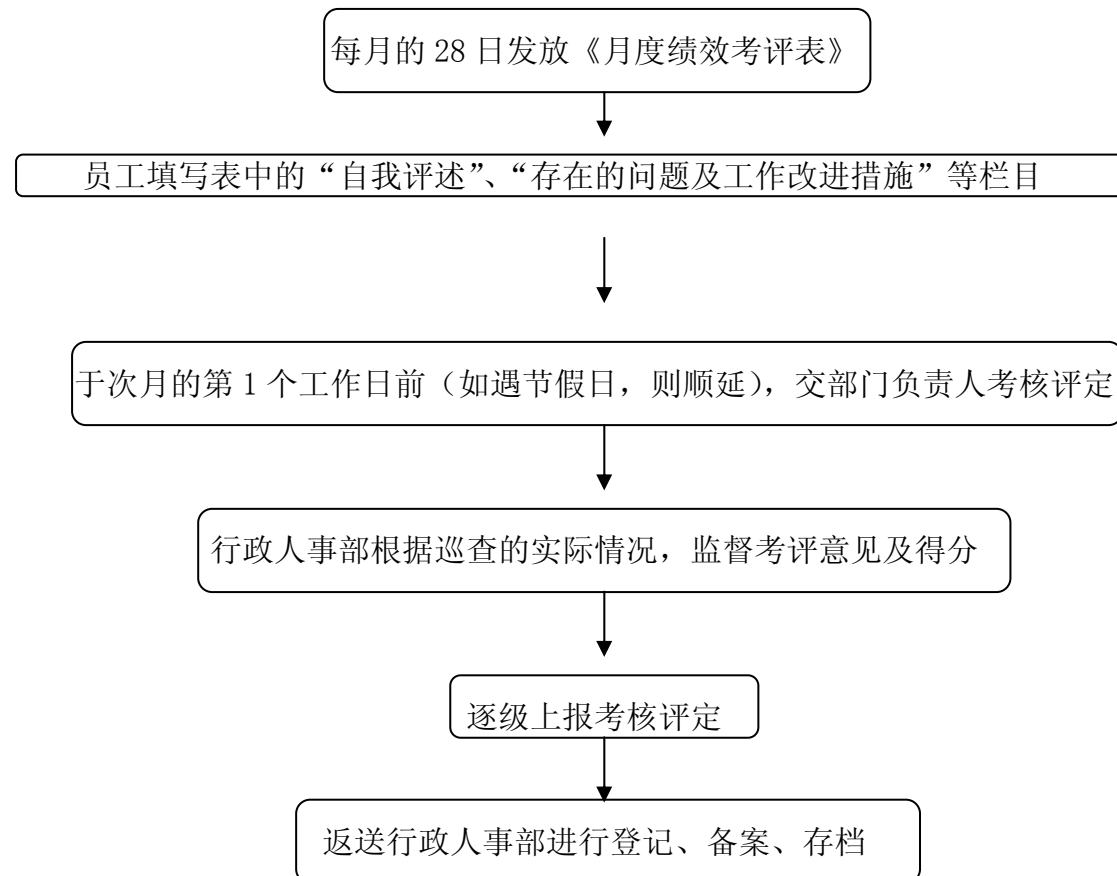 每月的 28 日发放《月度绩效考评表》
员工填写表中的“自我评述”、“存在的问题及工作改进措施”等栏目
于次月的第 1 个工作日前（如遇节假日，则顺延），交部门负责人考核评定
行政人事部根据巡查的实际情况，监督考评意见及得分
逐级上报考核评定
返送行政人事部进行登记、备案、存档